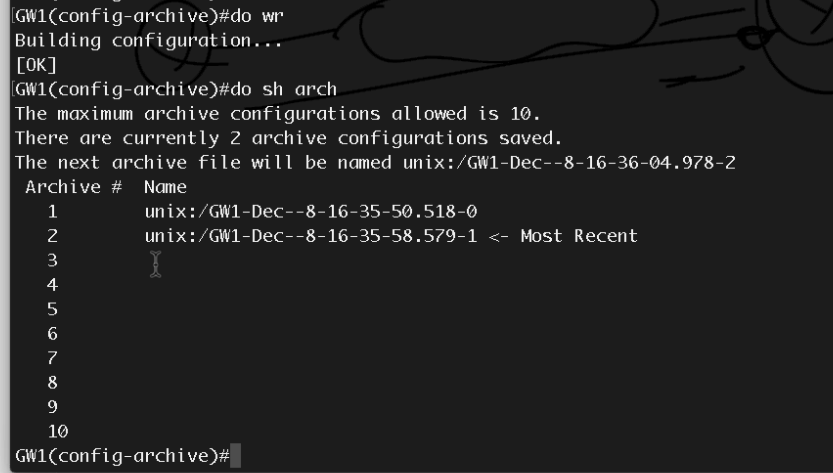 GW1(config-archive)#do wr
Building configuration...
[OK]
GW1(config-archive)#do sh arch
The maximum archive configurations allowed is 10.
There are currently 2 archive configurations saved.
The next archive file will be named unix:/GW1-Dec--8-16-36-04.978-2
Archive # Name
1 unix:/GW1-Dec--8-16-35-50.518-0
2 unix:/GW1-Dec--8-16-35-58.579-1 <- Most Recent
3
4
5
6
7
8
9
10
GW1(config-archive)#